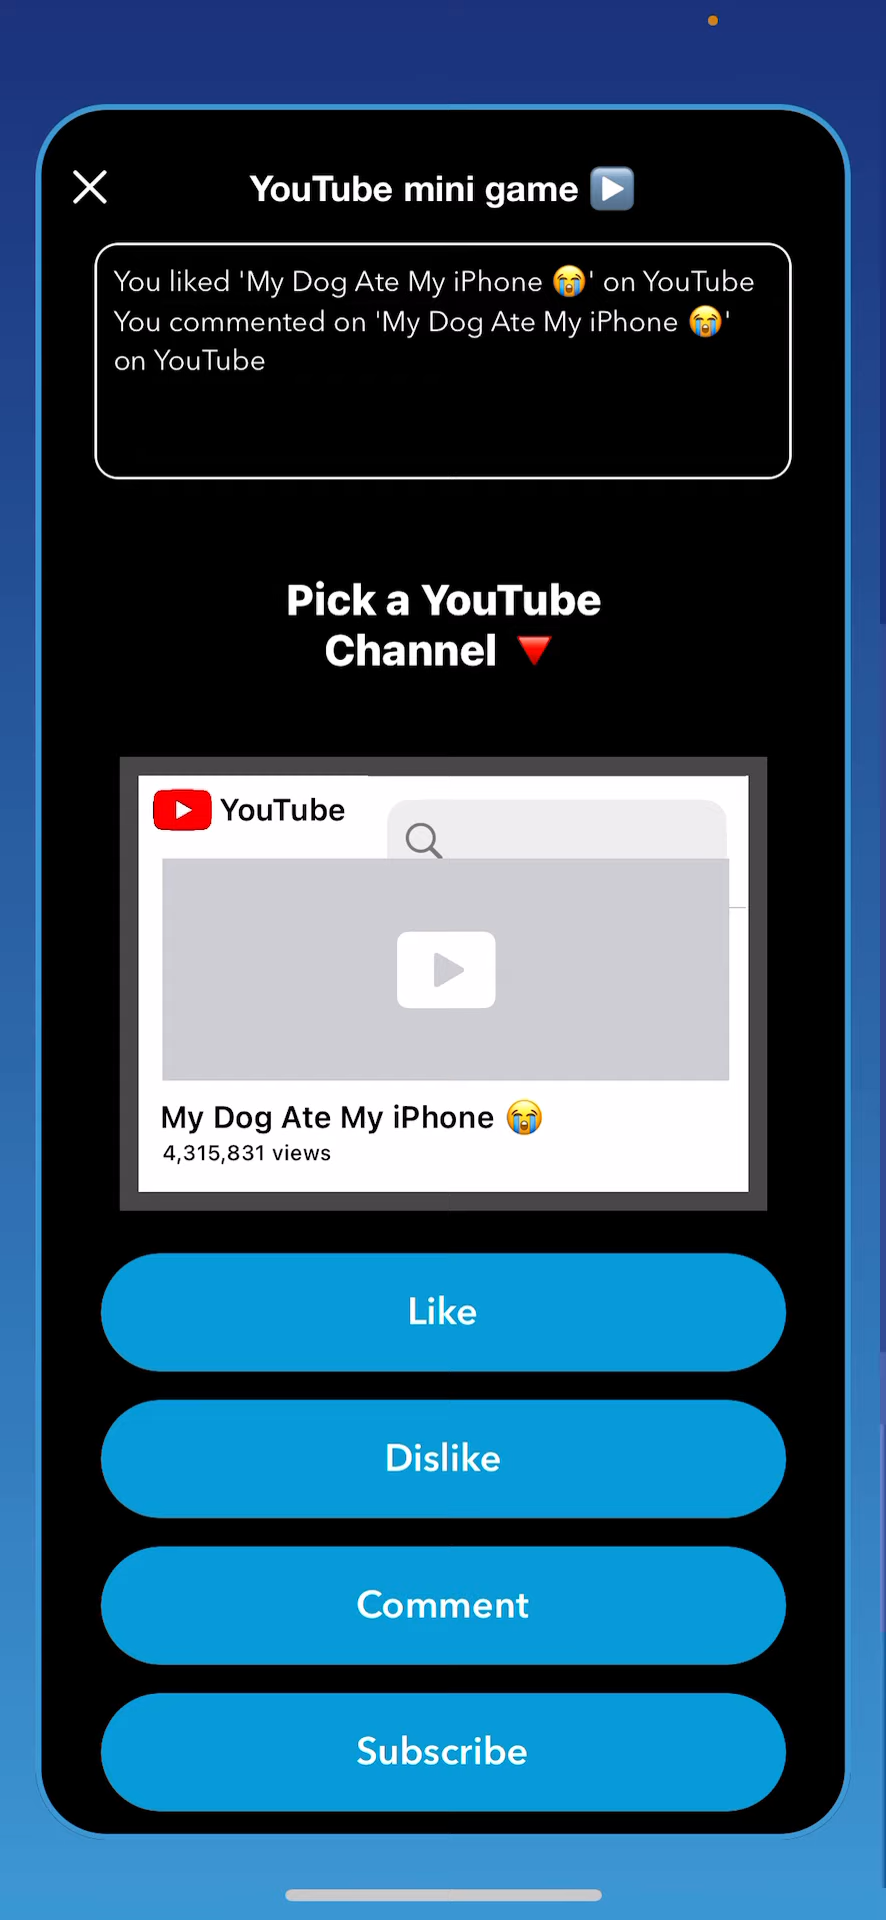 YouTube mini game ▶️
You liked 'My Dog Ate My iPhone 😭' on YouTube
You commented on 'My Dog Ate My iPhone 😭'
on YouTube
Pick a YouTube
Channel 🔻
YouTube
My Dog Ate My iPhone 😭
4,315,831 views
Like
Dislike
Comment
Subscribe